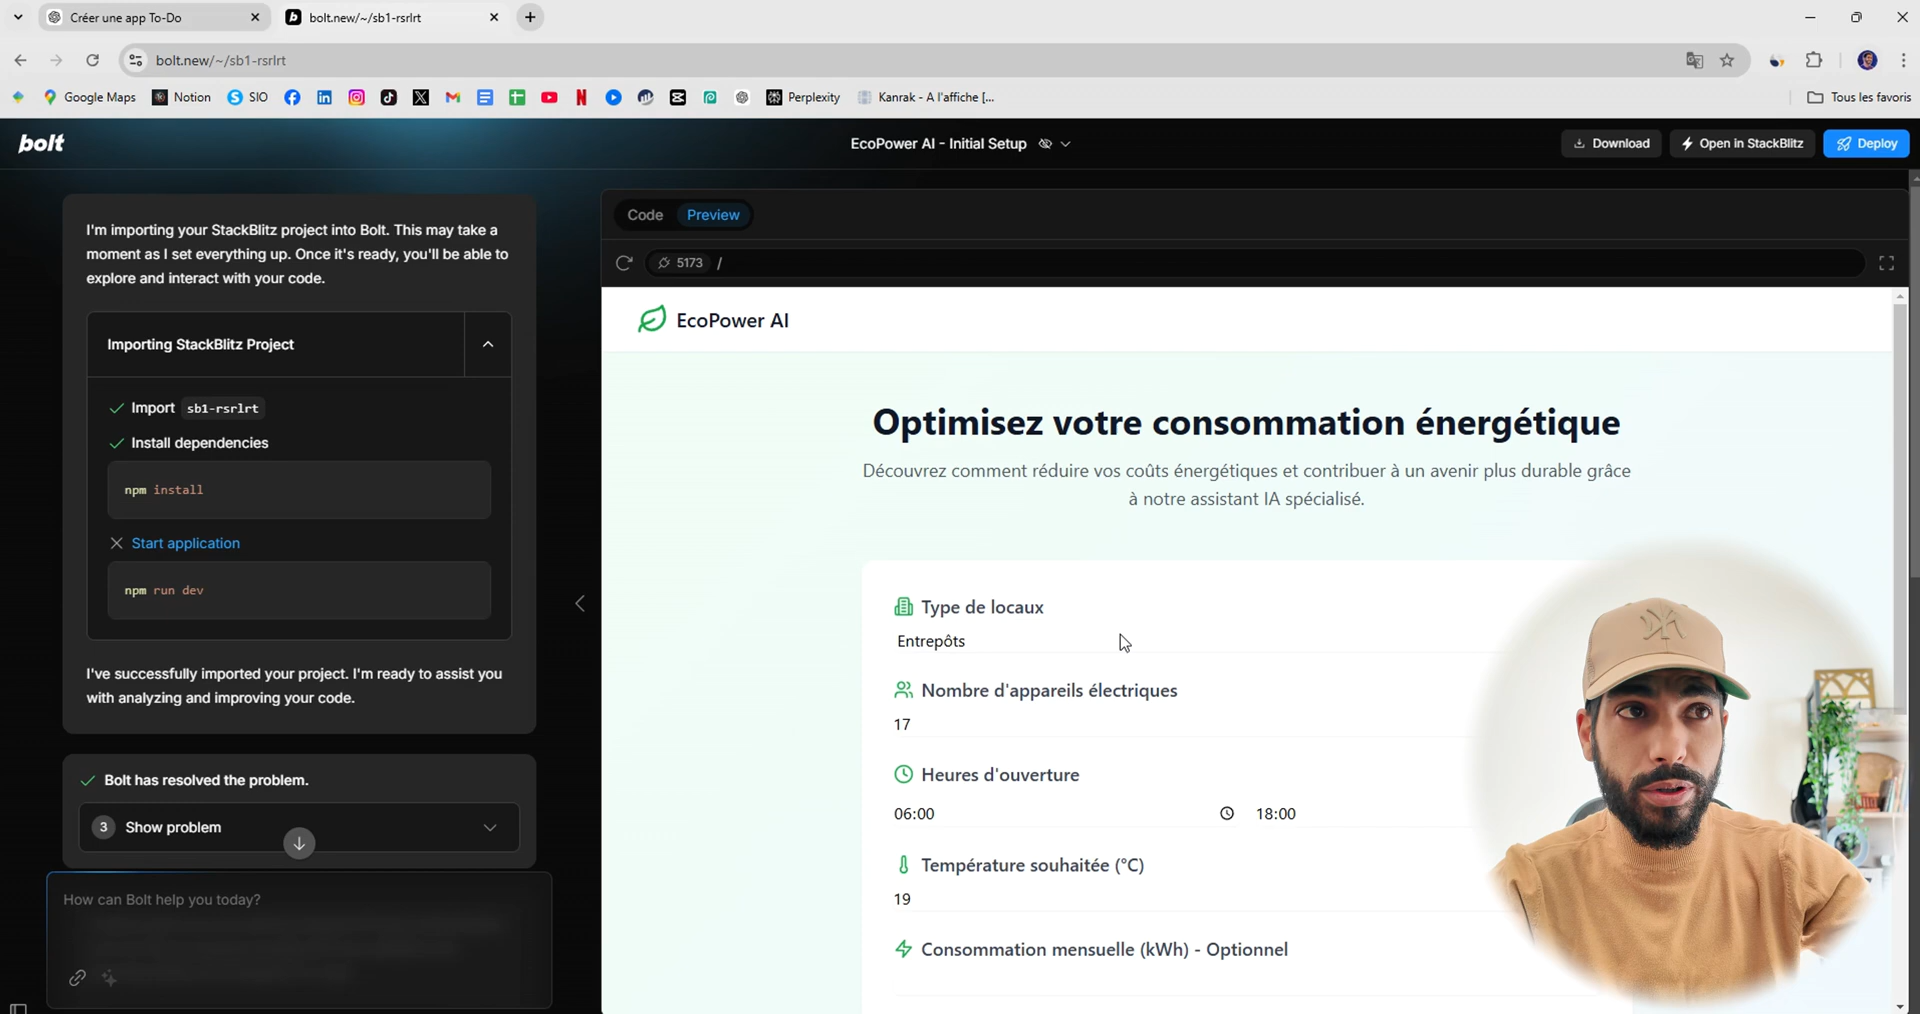 Créer une app To-Do
bolt.new/~/sb1-rsrlrt
bolt.new/~/sb1-rsrlrt
Google Maps
Notion
SIO
Perplexity
Kanrak - A l'affiche [...
Tous les favoris
bolt
EcoPower AI - Initial Setup
Download
Open in StackBlitz
Deploy
I'm importing your StackBlitz project into Bolt. This may take a
moment as I set everything up. Once it's ready, you'll be able to
explore and interact with your code.
Importing StackBlitz Project
Import sb1-rsrlrt
Install dependencies
npm install
Start application
npm run dev
I've successfully imported your project. I'm ready to assist you
with analyzing and improving your code.
Bolt has resolved the problem.
3 Show problem
How can Bolt help you today?
Code Preview
5173 /
EcoPower AI
Optimisez votre consommation énergétique
Découvrez comment réduire vos coûts énergétiques et contribuer à un avenir plus durable grâce
à notre assistant IA spécialisé.
Type de locaux
Entrepôts
Nombre d'appareils électriques
17
Heures d'ouverture
06:00 18:00
Température souhaitée (°C)
19
Consommation mensuelle (kWh) - Optionnel